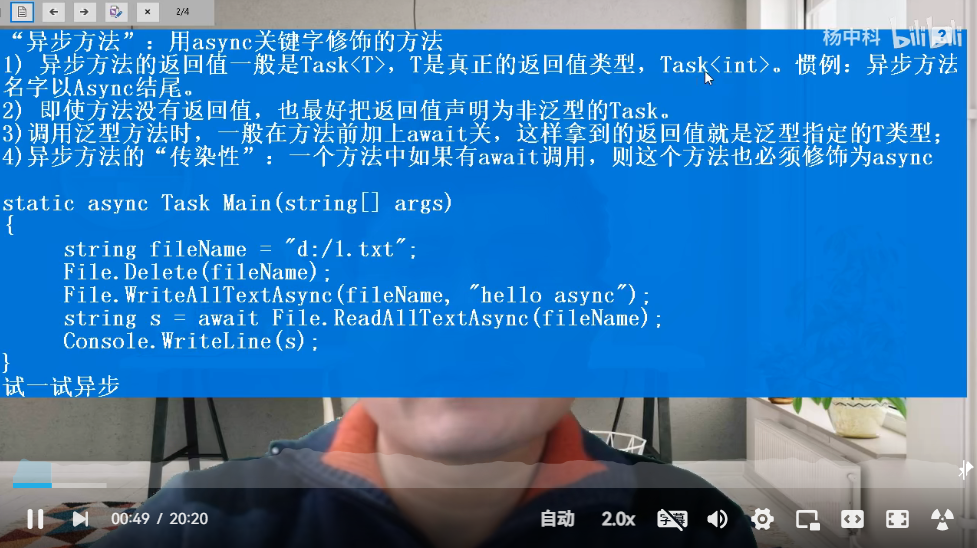 2/4
杨中科 bilibili
“异步方法”：用async关键字修饰的方法
1) 异步方法的返回值一般是Task<T>，T是真正的返回值类型，Task<int>。惯例：异步方法
名字以Async结尾。
2) 即使方法没有返回值，也最好把返回值声明为非泛型的Task。
3)调用泛型方法时，一般在方法前加上await关，这样拿到的返回值就是泛型指定的T类型；
4)异步方法的“传染性”：一个方法中如果有await调用，则这个方法也必须修饰为async
static async Task Main(string[] args)
{
string fileName = "d:/1.txt";
File.Delete(fileName);
File.WriteAllTextAsync(fileName, "hello async");
string s = await File.ReadAllTextAsync(fileName);
Console.WriteLine(s);
}
试一试异步
00:49 / 20:20 自动 2.0x 字幕